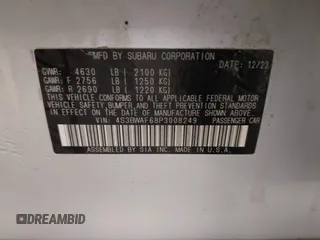 MFD BY SUBARU CORPORATION
DATE: 12/22
GVWR: 4630 LB ( 2100 KG)
GAWR: F 2756 LB ( 1250 KG)
GAWR: R 2690 LB ( 1220 KG)
THIS VEHICLE CONFORMS TO ALL APPLICABLE FEDERAL MOTOR
VEHICLE SAFETY, BUMPER, AND THEFT PREVENTION STANDARDS
IN EFFECT ON THE DATE OF MANUFACTURE SHOWN ABOVE.
VIN: 4S3BWAF68P3008249 PASSENGER CAR
ASSEMBLED BY SIA INC. MADE IN U.S.A.
DREAMBID